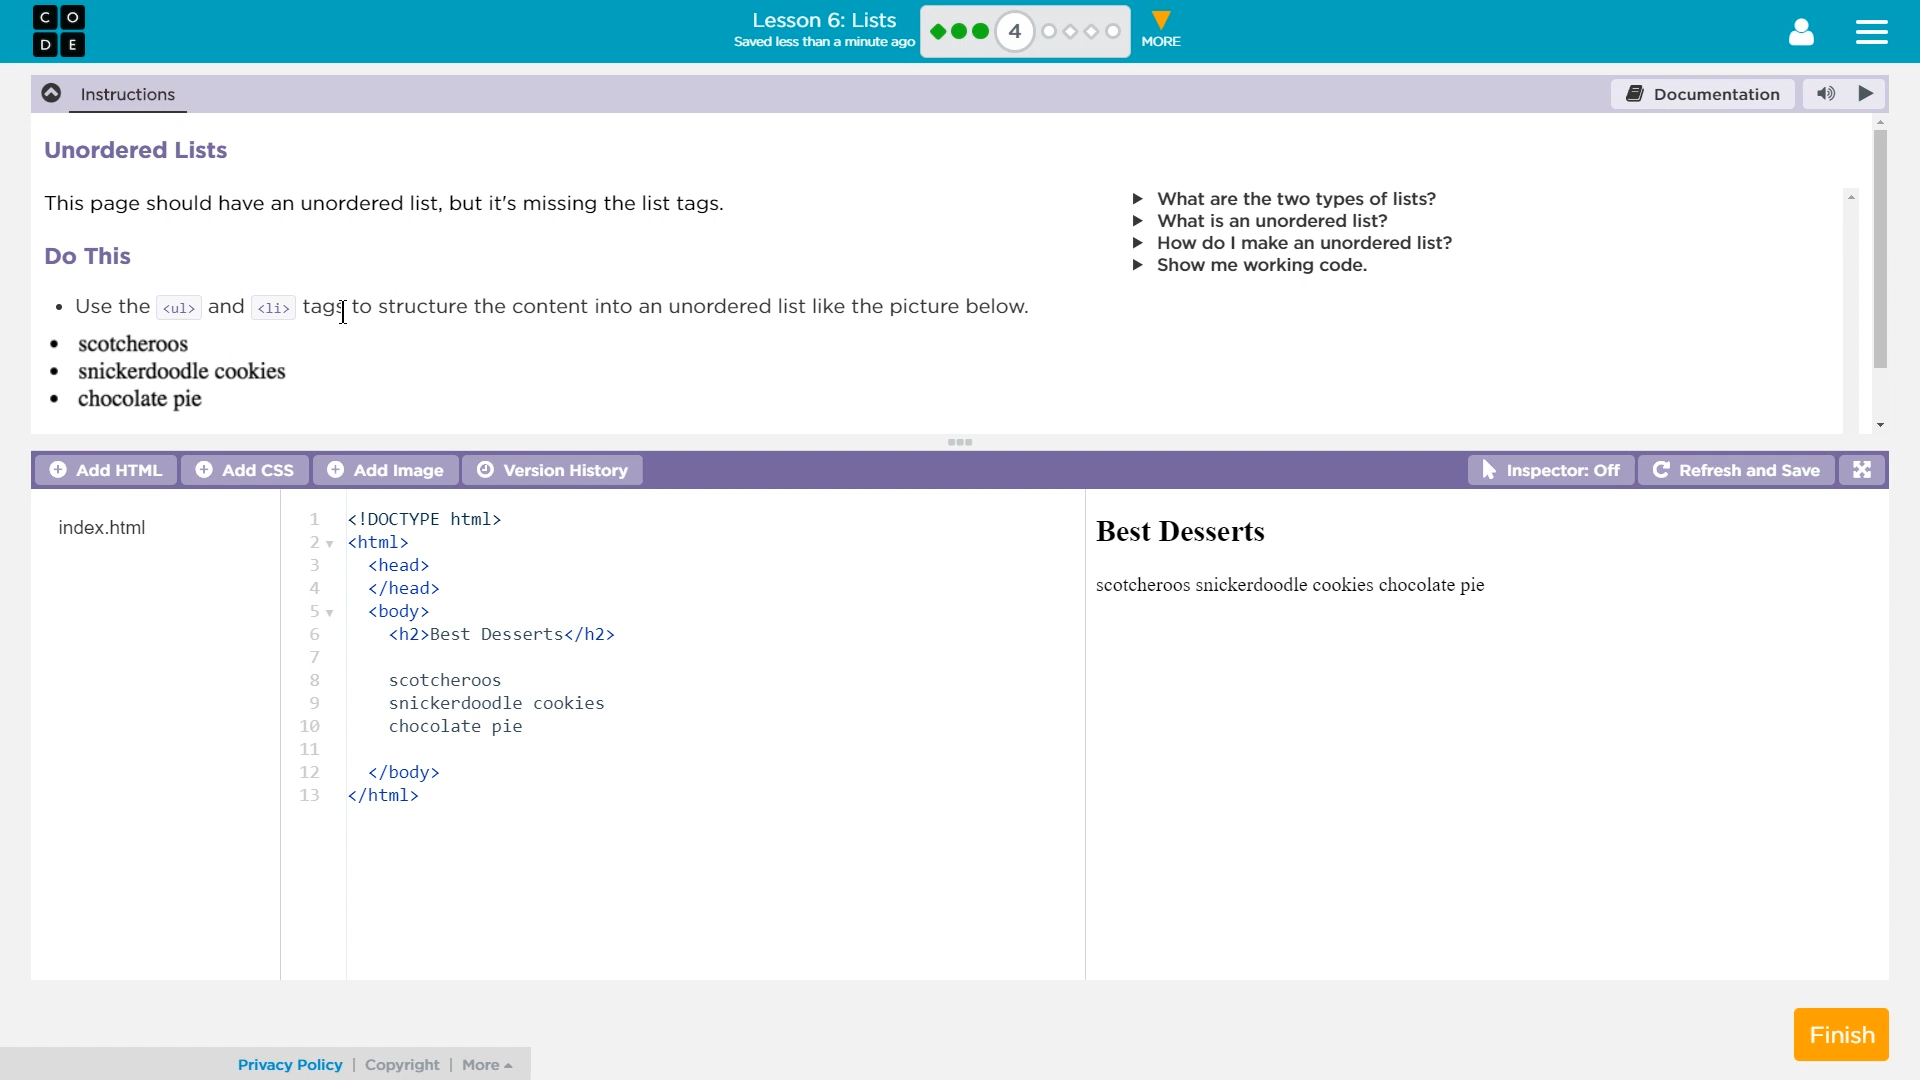 CODE
Lesson 6: Lists
Saved less than a minute ago
4
MORE
Instructions
Documentation
Unordered Lists
This page should have an unordered list, but it's missing the list tags.
Do This
• Use the <ul> and <li> tags to structure the content into an unordered list like the picture below.
• scotcheroos
• snickerdoodle cookies
• chocolate pie
What are the two types of lists?
What is an unordered list?
How do I make an unordered list?
Show me working code.
Add HTML
Add CSS
Add Image
Version History
Inspector: Off
Refresh and Save
index.html
1 <!DOCTYPE html>
2 <html>
3 <head>
4 </head>
5 <body>
6 <h2>Best Desserts</h2>
7
8 scotcheroos
9 snickerdoodle cookies
10 chocolate pie
11
12 </body>
13 </html>
Best Desserts
scotcheroos snickerdoodle cookies chocolate pie
Finish
Privacy Policy | Copyright | More